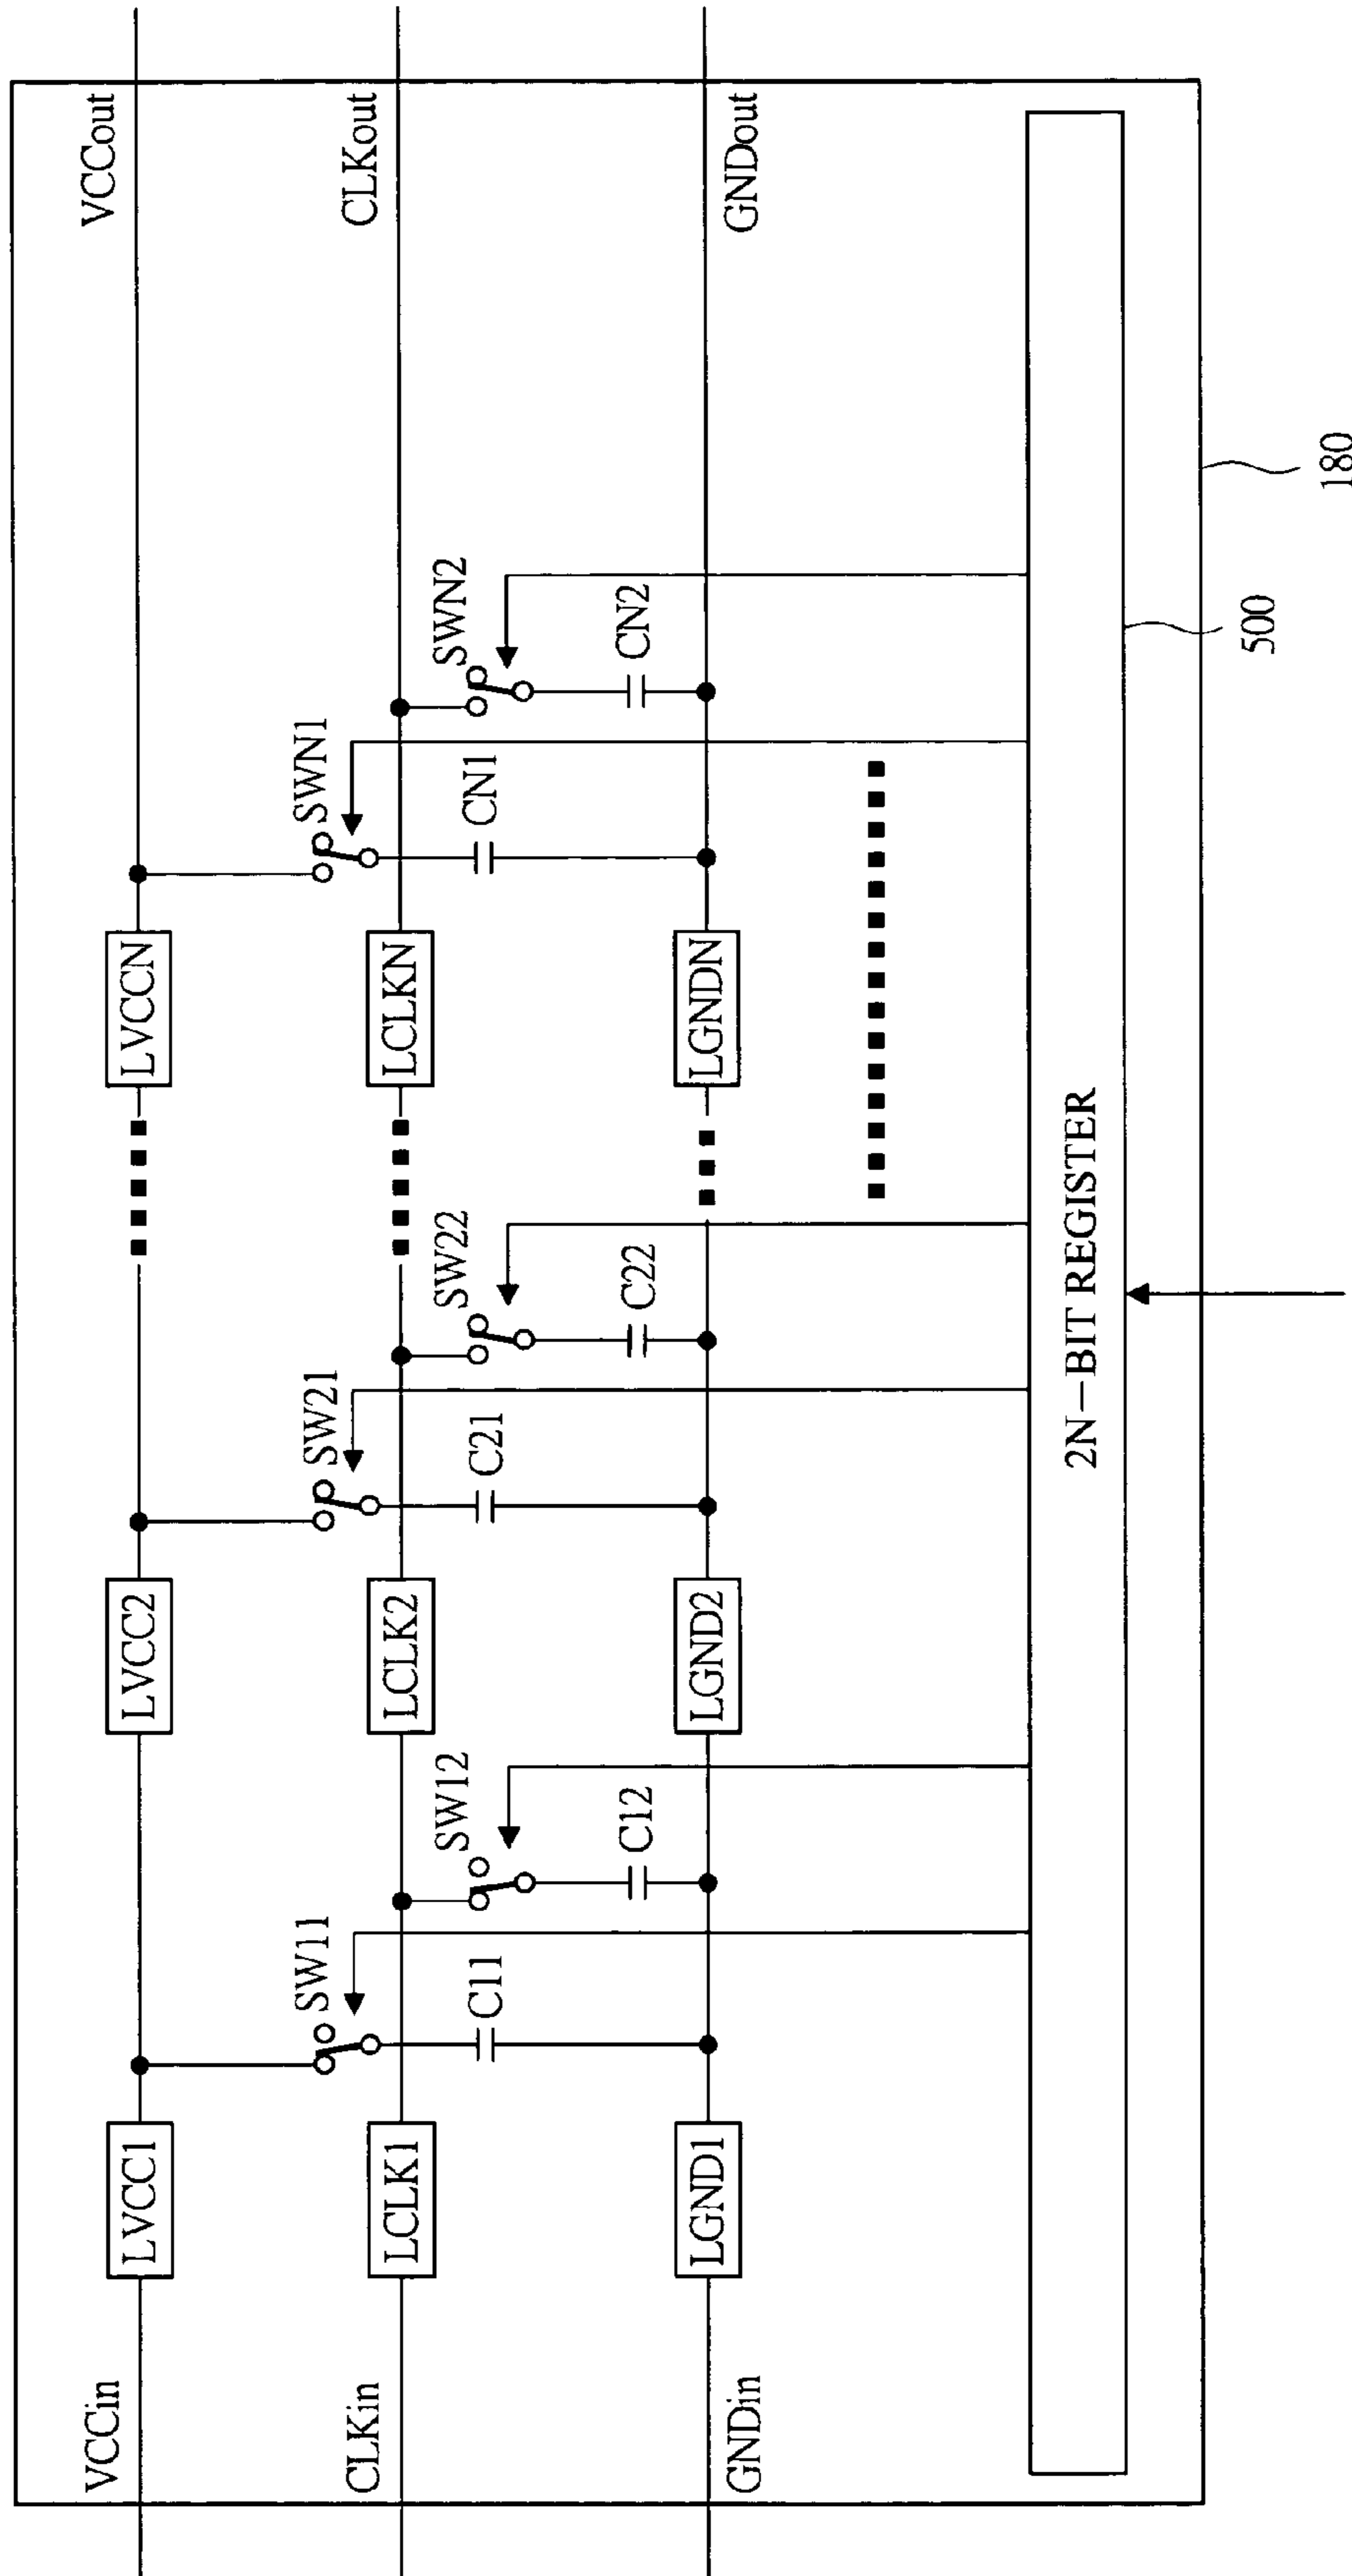 VCCin
LVCC1
LVCC2
LVCCN
VCCout
SW11
SW21
SWN1
CLKin
LCLK1
LCLK2
LCLKN
CLKout
SW12
SW22
SWN2
C11
C21
CN1
C12
C22
CN2
GNDin
LGND1
LGND2
LGNDN
GNDout
2N—BIT REGISTER
500
180